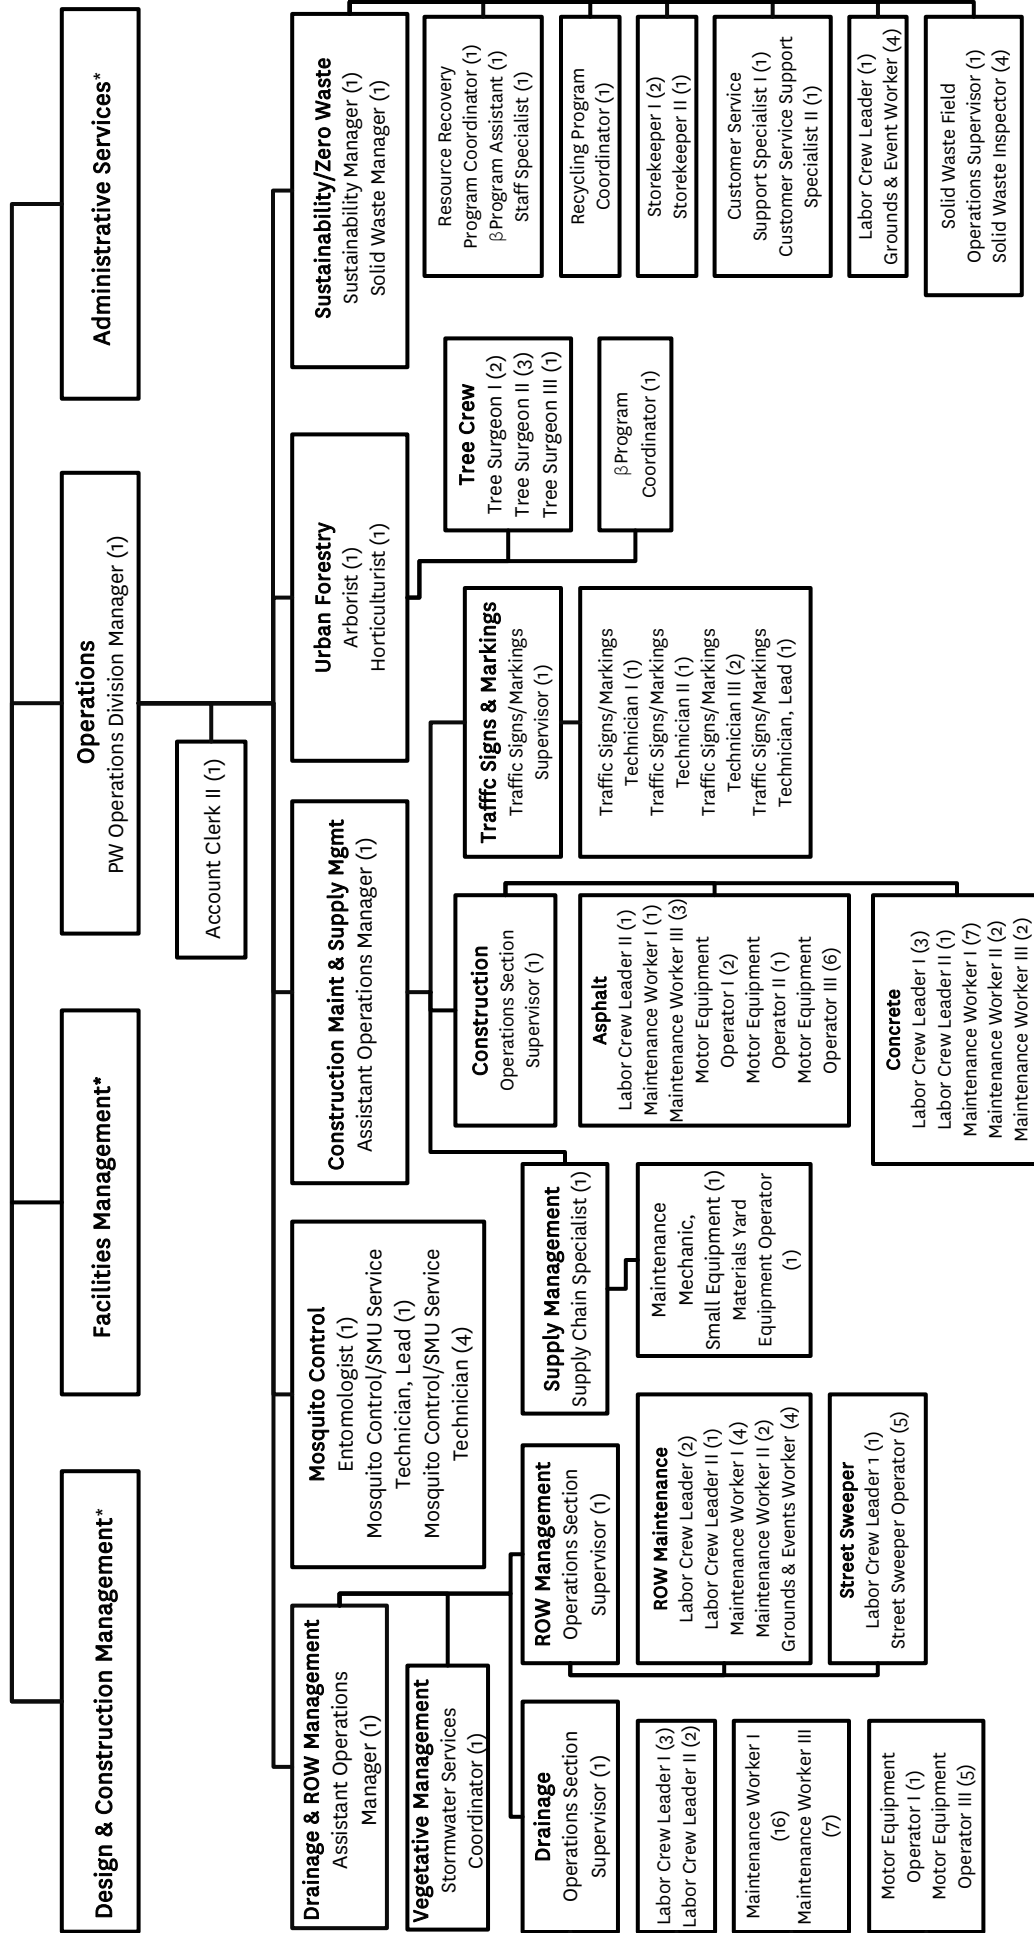 Design & Construction Management*
Facilities Management*
Operations
PW Operations Division Manager (1)
Administrative Services*
Account Clerk II (1)
Drainage & ROW Management
Assistant Operations
Manager (1)
Vegetative Management
Stormwater Services
Coordinator (1)
Drainage
Operations Section
Supervisor (1)
Labor Crew Leader I (3)
Labor Crew Leader II (2)
Maintenance Worker I
(16)
Maintenance Worker III
(7)
Motor Equipment
Operator I (1)
Motor Equipment
Operator III (5)
ROW Management
Operations Section
Supervisor (1)
ROW Maintenance
Labor Crew Leader (2)
Labor Crew Leader II (1)
Maintenance Worker I (4)
Maintenance Worker II (2)
Grounds & Events Worker (4)
Street Sweeper
Labor Crew Leader 1 (1)
Street Sweeper Operator (5)
Mosquito Control
Entomologist (1)
Mosquito Control/SMU Service
Technician, Lead (1)
Mosquito Control/SMU Service
Technician (4)
Construction Maint & Supply Mgmt
Assistant Operations Manager (1)
Supply Management
Supply Chain Specialist (1)
Maintenance
Mechanic,
Small Equipment (1)
Materials Yard
Equipment Operator
(1)
Construction
Operations Section
Supervisor (1)
Asphalt
Labor Crew Leader II (1)
Maintenance Worker I (1)
Maintenance Worker III (3)
Motor Equipment
Operator I (2)
Motor Equipment
Operator II (1)
Motor Equipment
Operator III (6)
Concrete
Labor Crew Leader I (3)
Labor Crew Leader II (1)
Maintenance Worker I (7)
Maintenance Worker II (2)
Maintenance Worker III (2)
Trafffc Signs & Markings
Traffic Signs/Markings
Supervisor (1)
Traffic Signs/Markings
Technician I (1)
Traffic Signs/Markings
Technician II (1)
Traffic Signs/Markings
Technician III (2)
Traffic Signs/Markings
Technician, Lead (1)
Urban Forestry
Arborist (1)
Horticulturist (1)
Tree Crew
Tree Surgeon I (2)
Tree Surgeon II (3)
Tree Surgeon III (1)
βProgram
Coordinator (1)
Sustainability/Zero Waste
Sustainability Manager (1)
Solid Waste Manager (1)
Resource Recovery
Program Coordinator (1)
βProgram Assistant (1)
Staff Specialist (1)
Recycling Program
Coordinator (1)
Storekeeper I (2)
Storekeeper II (1)
Customer Service
Support Specialist I (1)
Customer Service Support
Specialist II (1)
Labor Crew Leader (1)
Grounds & Event Worker (4)
Solid Waste Field
Operations Supervisor (1)
Solid Waste Inspector (4)